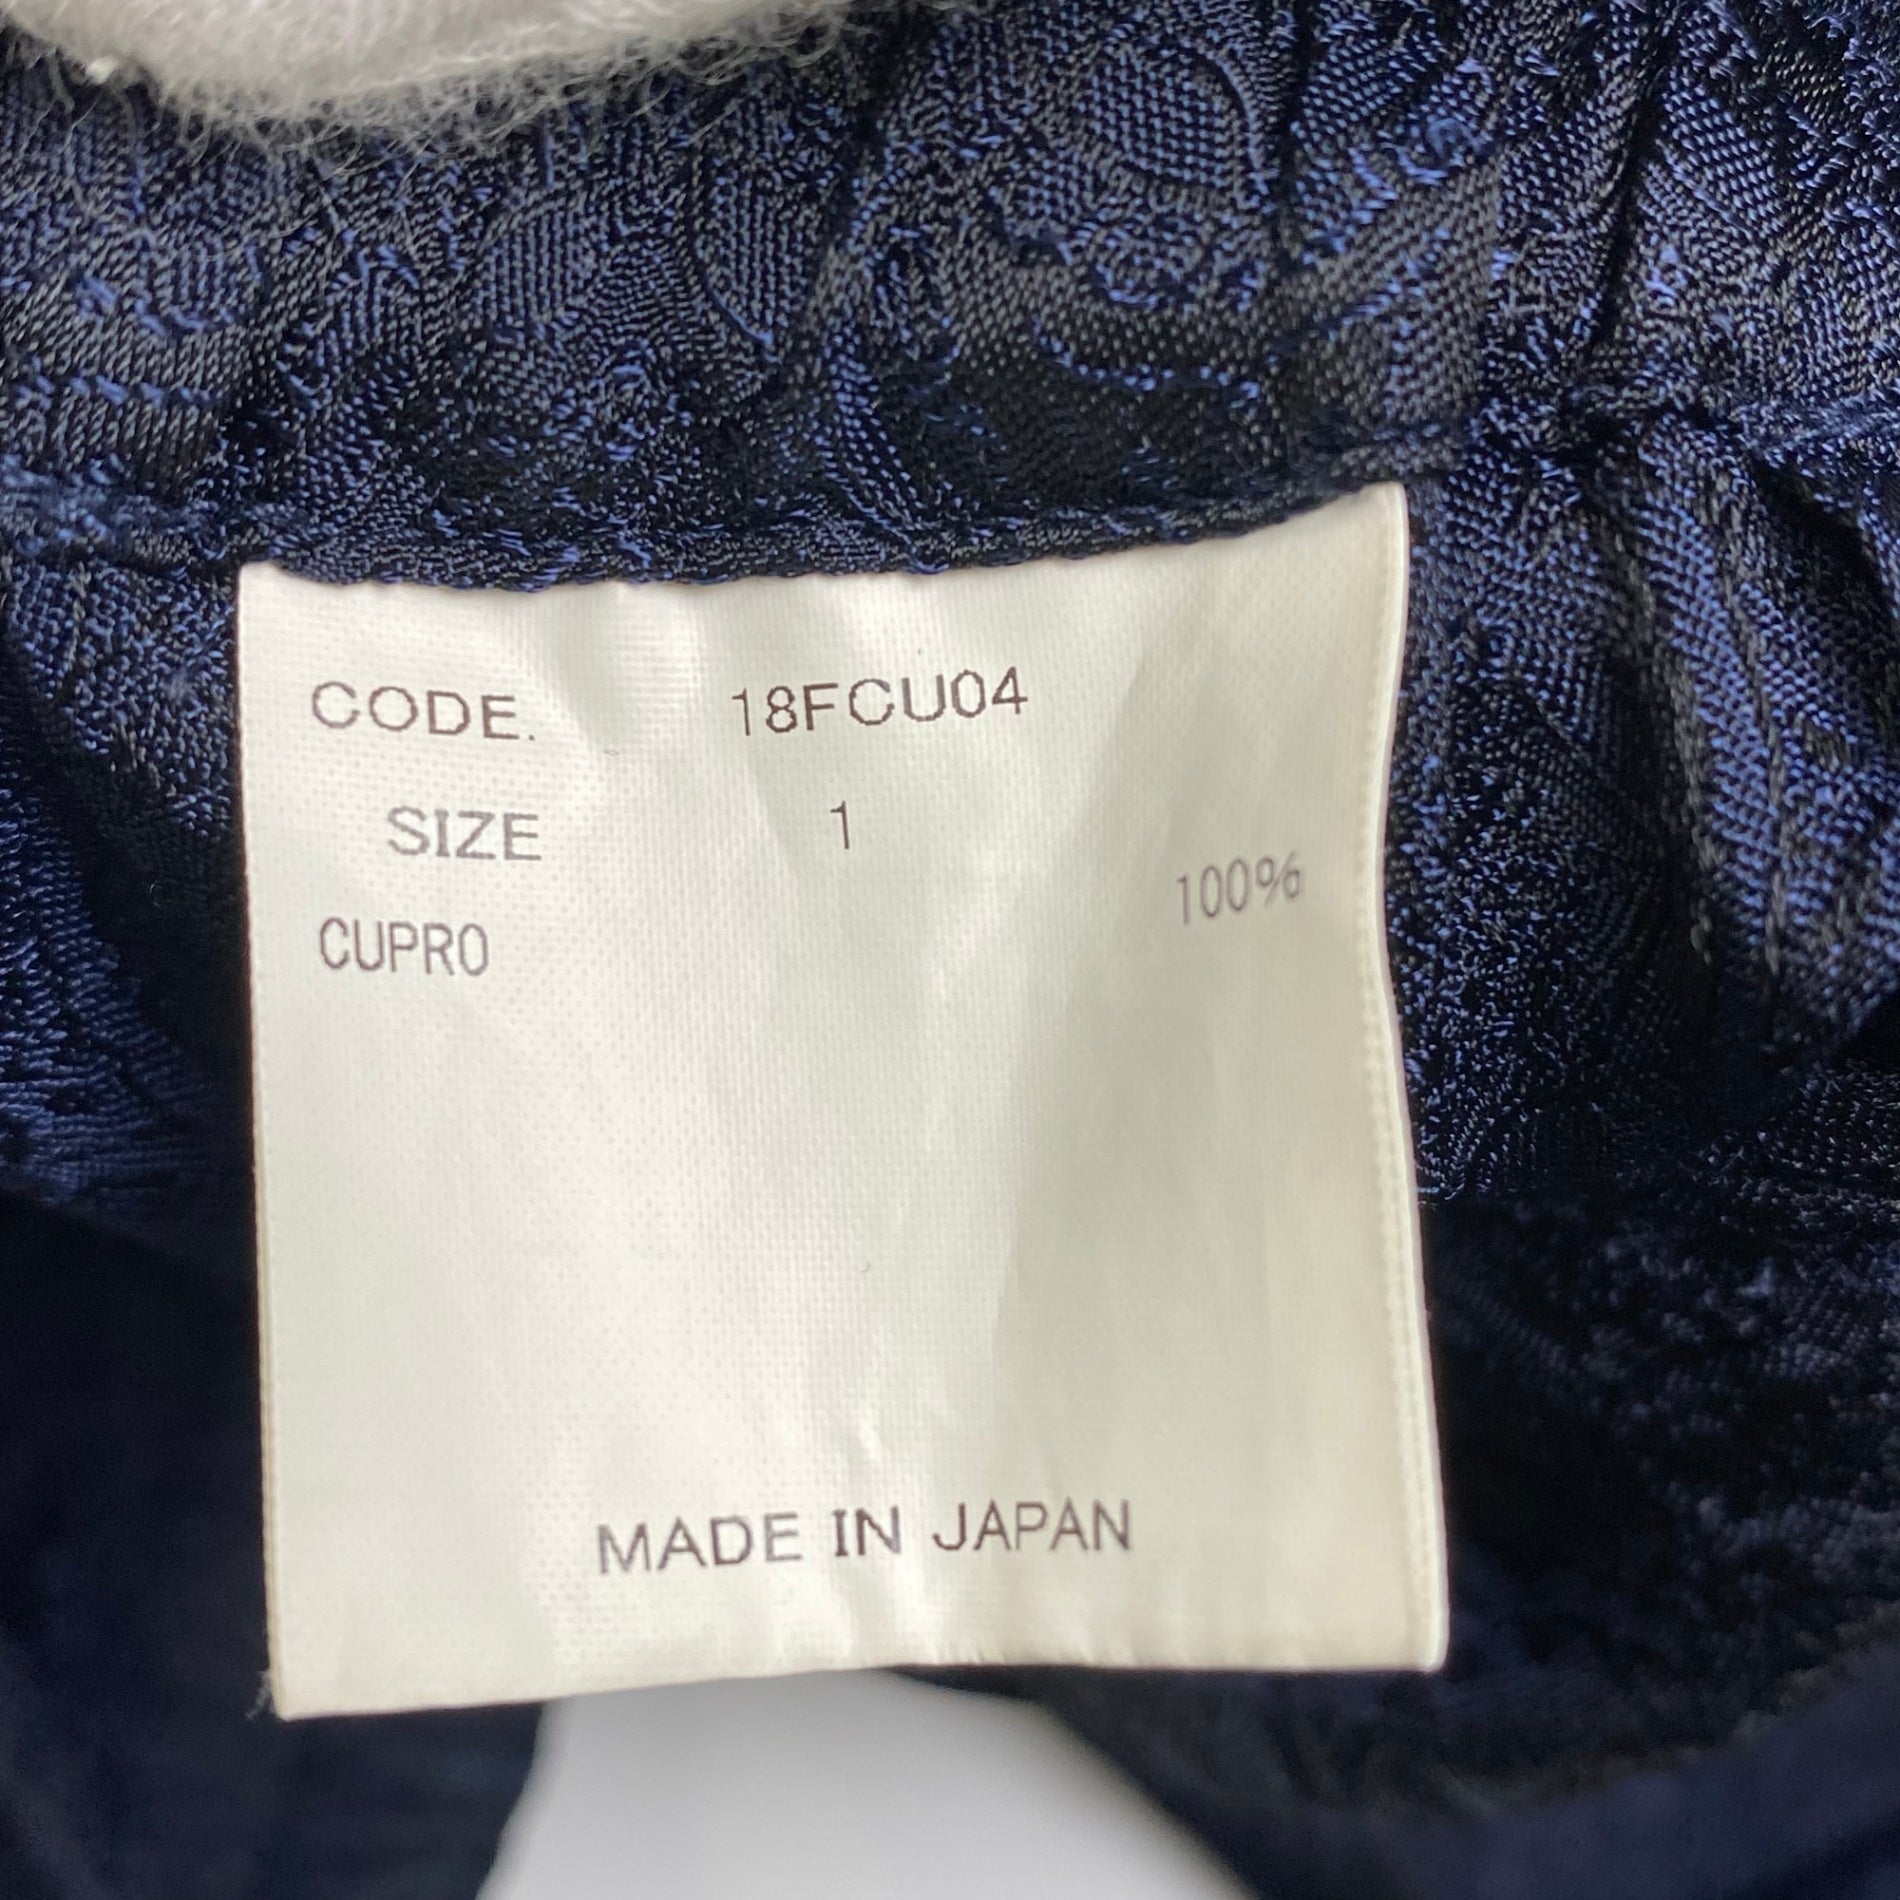 CODE. 18FCU04
SIZE 1
CUPRO 100%
MADE IN JAPAN